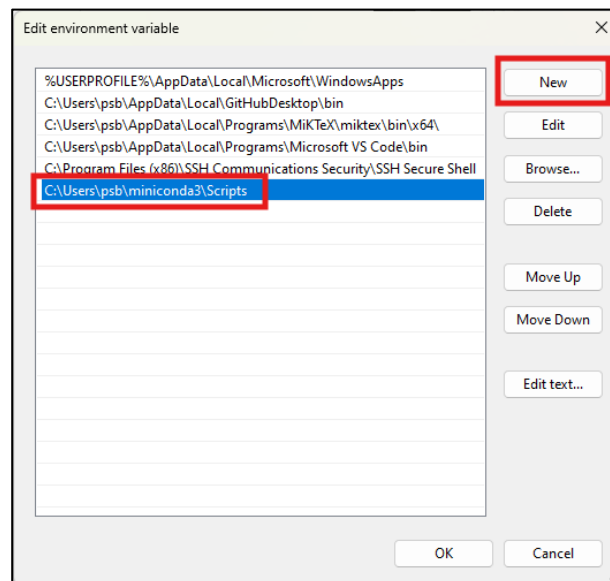 Edit environment variable
%USERPROFILE%\AppData\Local\Microsoft\WindowsApps
C:\Users\psb\AppData\Local\GitHubDesktop\bin
C:\Users\psb\AppData\Local\Programs\MiKTeX\miktex\bin\x64\
C:\Users\psb\AppData\Local\Programs\Microsoft VS Code\bin
C:\Program Files (x86)\SSH Communications Security\SSH Secure Shell
C:\Users\psb\miniconda3\Scripts
New
Edit
Browse...
Delete
Move Up
Move Down
Edit text...
OK
Cancel